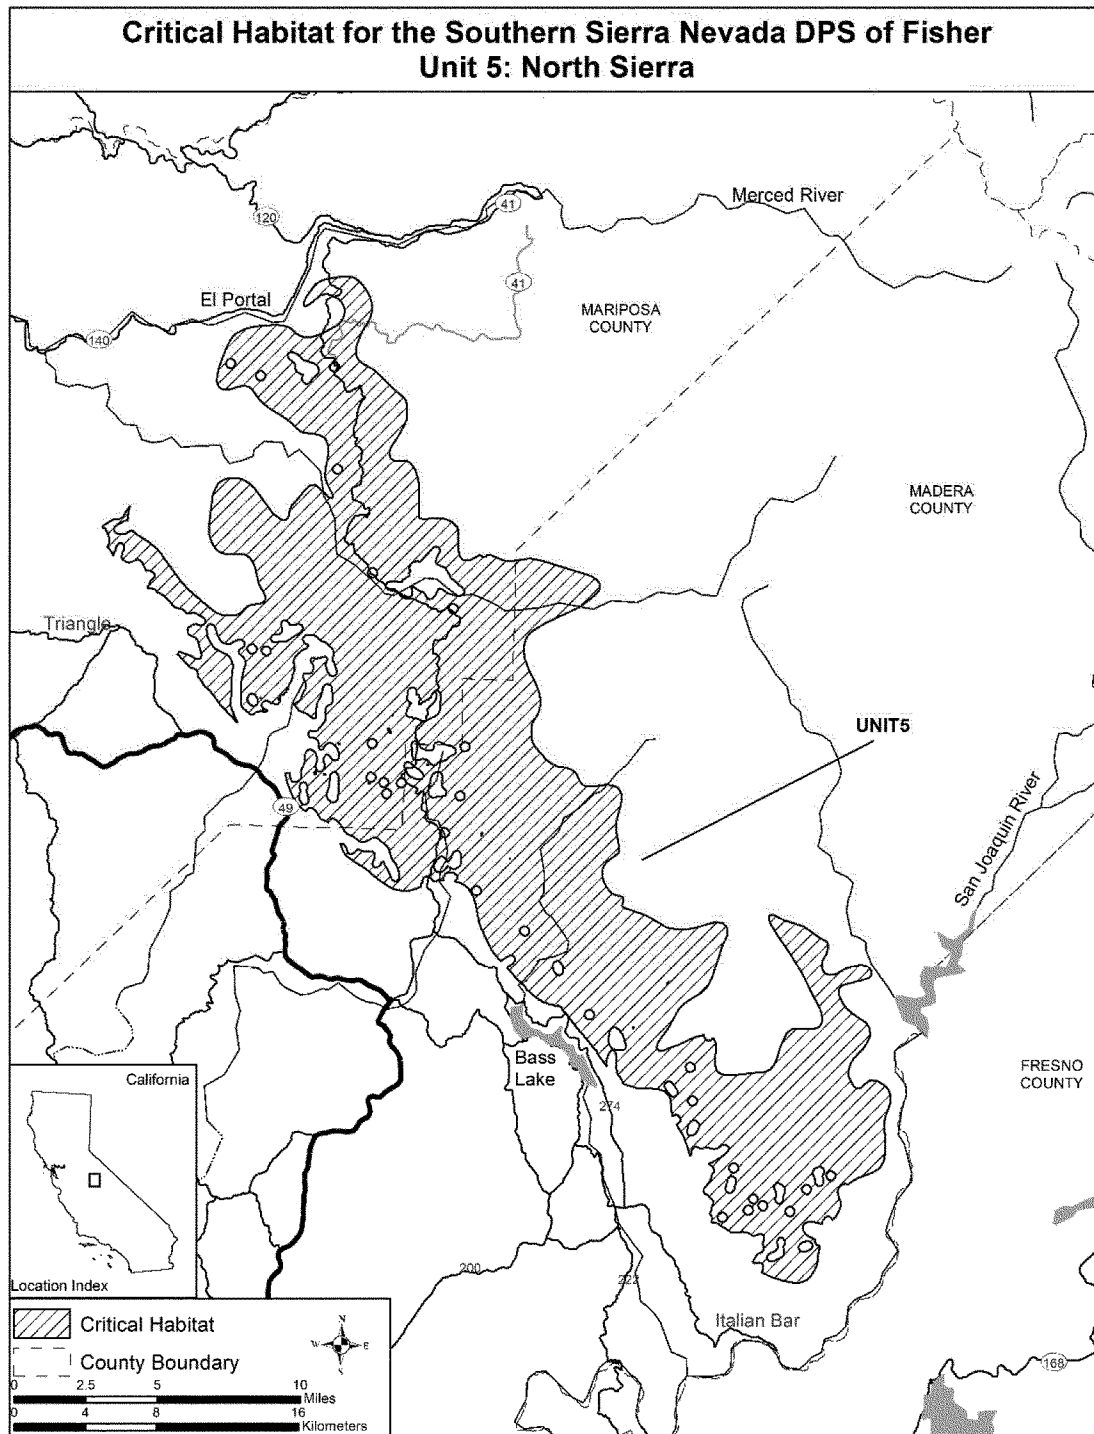 Critical Habitat for the Southern Sierra Nevada DPS of Fisher
Unit 5: North Sierra
Merced River
41
120
41
El Portal
MARIPOSA
COUNTY
140
MADERA
COUNTY
Triangle
UNIT5
49
San Joaquin River
Bass
Lake
FRESNO
COUNTY
California
274
Location Index
200
222
Italian Bar
168
Critical Habitat
County Boundary
N
W
E
S
0 2.5 5 10
Miles
0 4 8 16
Kilometers